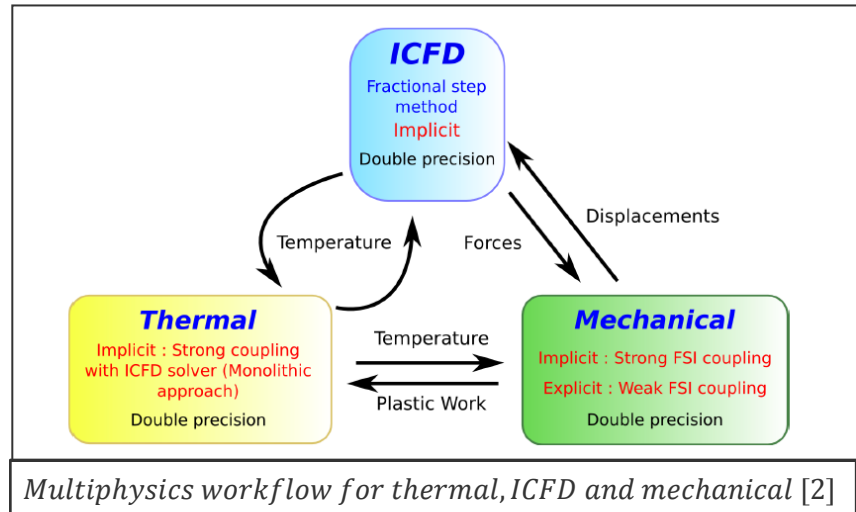 ICFD
Fractional step
method
Implicit
Double precision
Temperature
Forces
Displacements
Thermal
Implicit : Strong coupling
with ICFD solver (Monolithic
approach)
Double precision
Temperature
Plastic Work
Mechanical
Implicit : Strong FSI coupling
Explicit : Weak FSI coupling
Double precision
Multiphysics workflow for thermal, ICFD and mechanical [2]